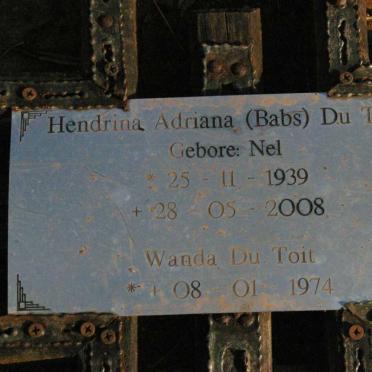 Hendrina Adriana (Babs) Du T
Gebore: Nel
* 25 - 11 - 1939
+ 28 - 05 - 2008
Wanda Du Toit
* + 08 - 01 - 1974